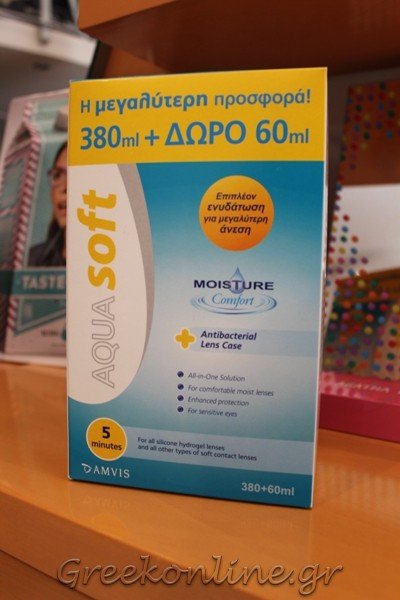 Η μεγαλύτερη προσφορά!
380ml + ΔΩΡΟ 60ml
AQUA soft
Επιπλέον
ενυδάτωση
για μεγαλύτερη
άνεση
MOISTURE
Comfort
+ Antibacterial
Lens Case
• All-in-One Solution
• For comfortable moist lenses
• Enhanced protection
• For sensitive eyes
5
minutes
For all silicone hydrogel lenses
and all other types of soft contact lenses
AMVIS
380+60ml
TASTE
Greekonline.gr